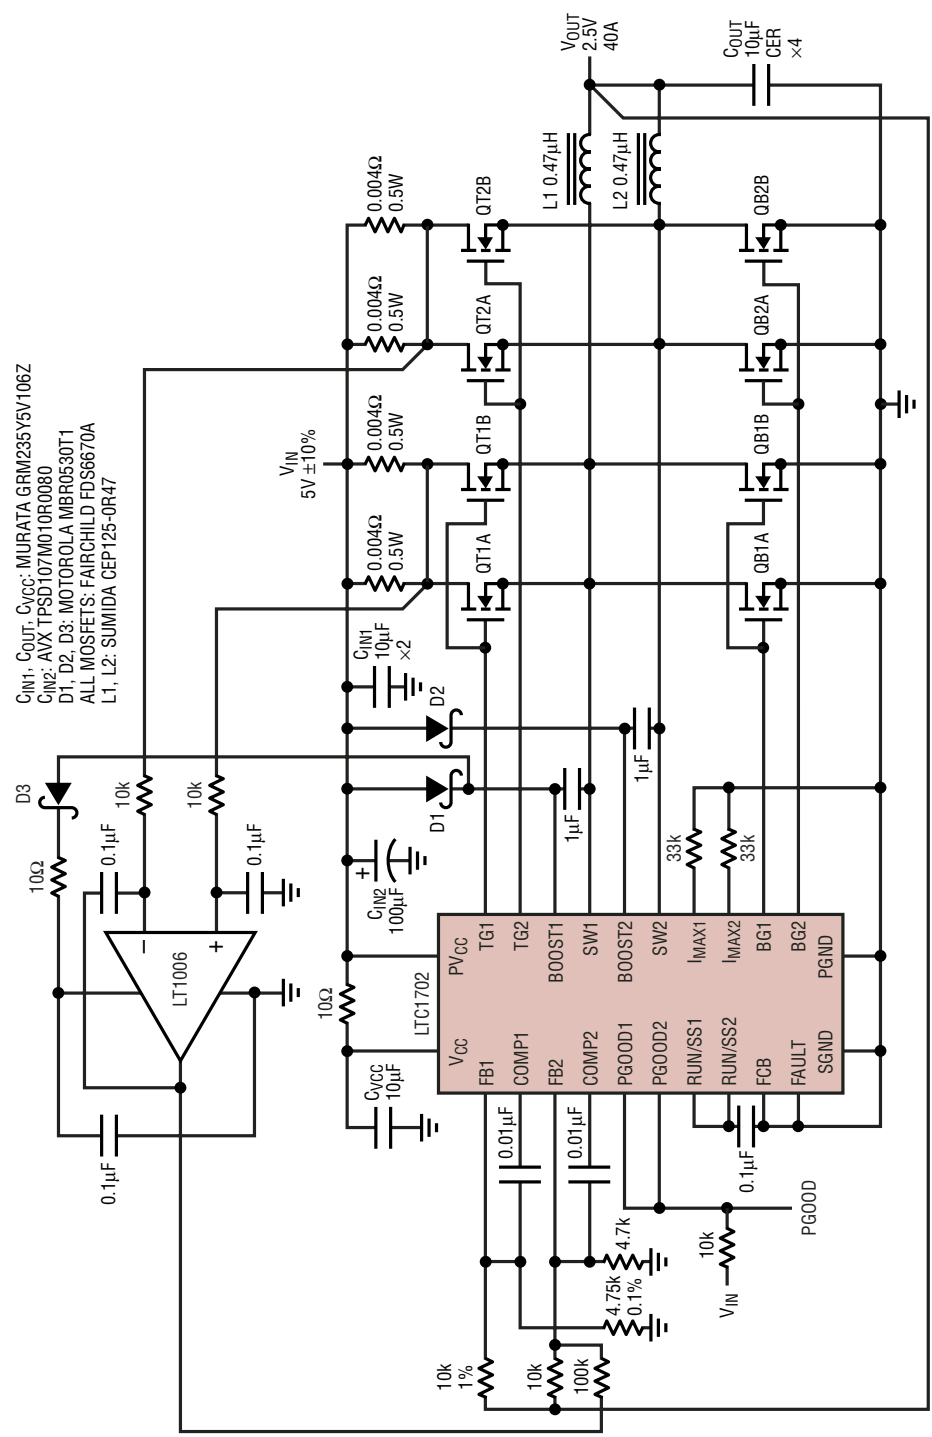 CIN1, COUT, CVCC: MURATA GRM235Y5V106Z
CIN2: AVX TPSD107M010R0080
D1, D2, D3: MOTOROLA MBR0530T1
ALL MOSFETS: FAIRCHILD FDS6670A
L1, L2: SUMIDA CEP125-0R47
D3
10Ω
10k
0.1µF
10k
0.1µF
–
+
LT1006
0.1µF
VIN
5V ±10%
0.004Ω
0.5W
0.004Ω
0.5W
0.004Ω
0.5W
0.004Ω
0.5W
CIN1
10µF
×2
D2
D1
+
CIN2
100µF
10Ω
CVCC
10µF
QT1A
QT1B
QT2A
QT2B
1µF
1µF
L1 0.47µH
L2 0.47µH
VOUT
2.5V
40A
COUT
10µF
CER
×4
QB1A
QB1B
QB2A
QB2B
33k
33k
LTC1702
VCC
PVCC
FB1
TG1
COMP1
TG2
FB2
BOOST1
COMP2
SW1
PGOOD1
BOOST2
PGOOD2
SW2
RUN/SS1
IMAX1
RUN/SS2
IMAX2
FCB
BG1
FAULT
BG2
SGND
PGND
0.01µF
0.01µF
0.1µF
4.7k
4.75k
0.1%
10k
1%
10k
100k
10k
VIN
PGOOD